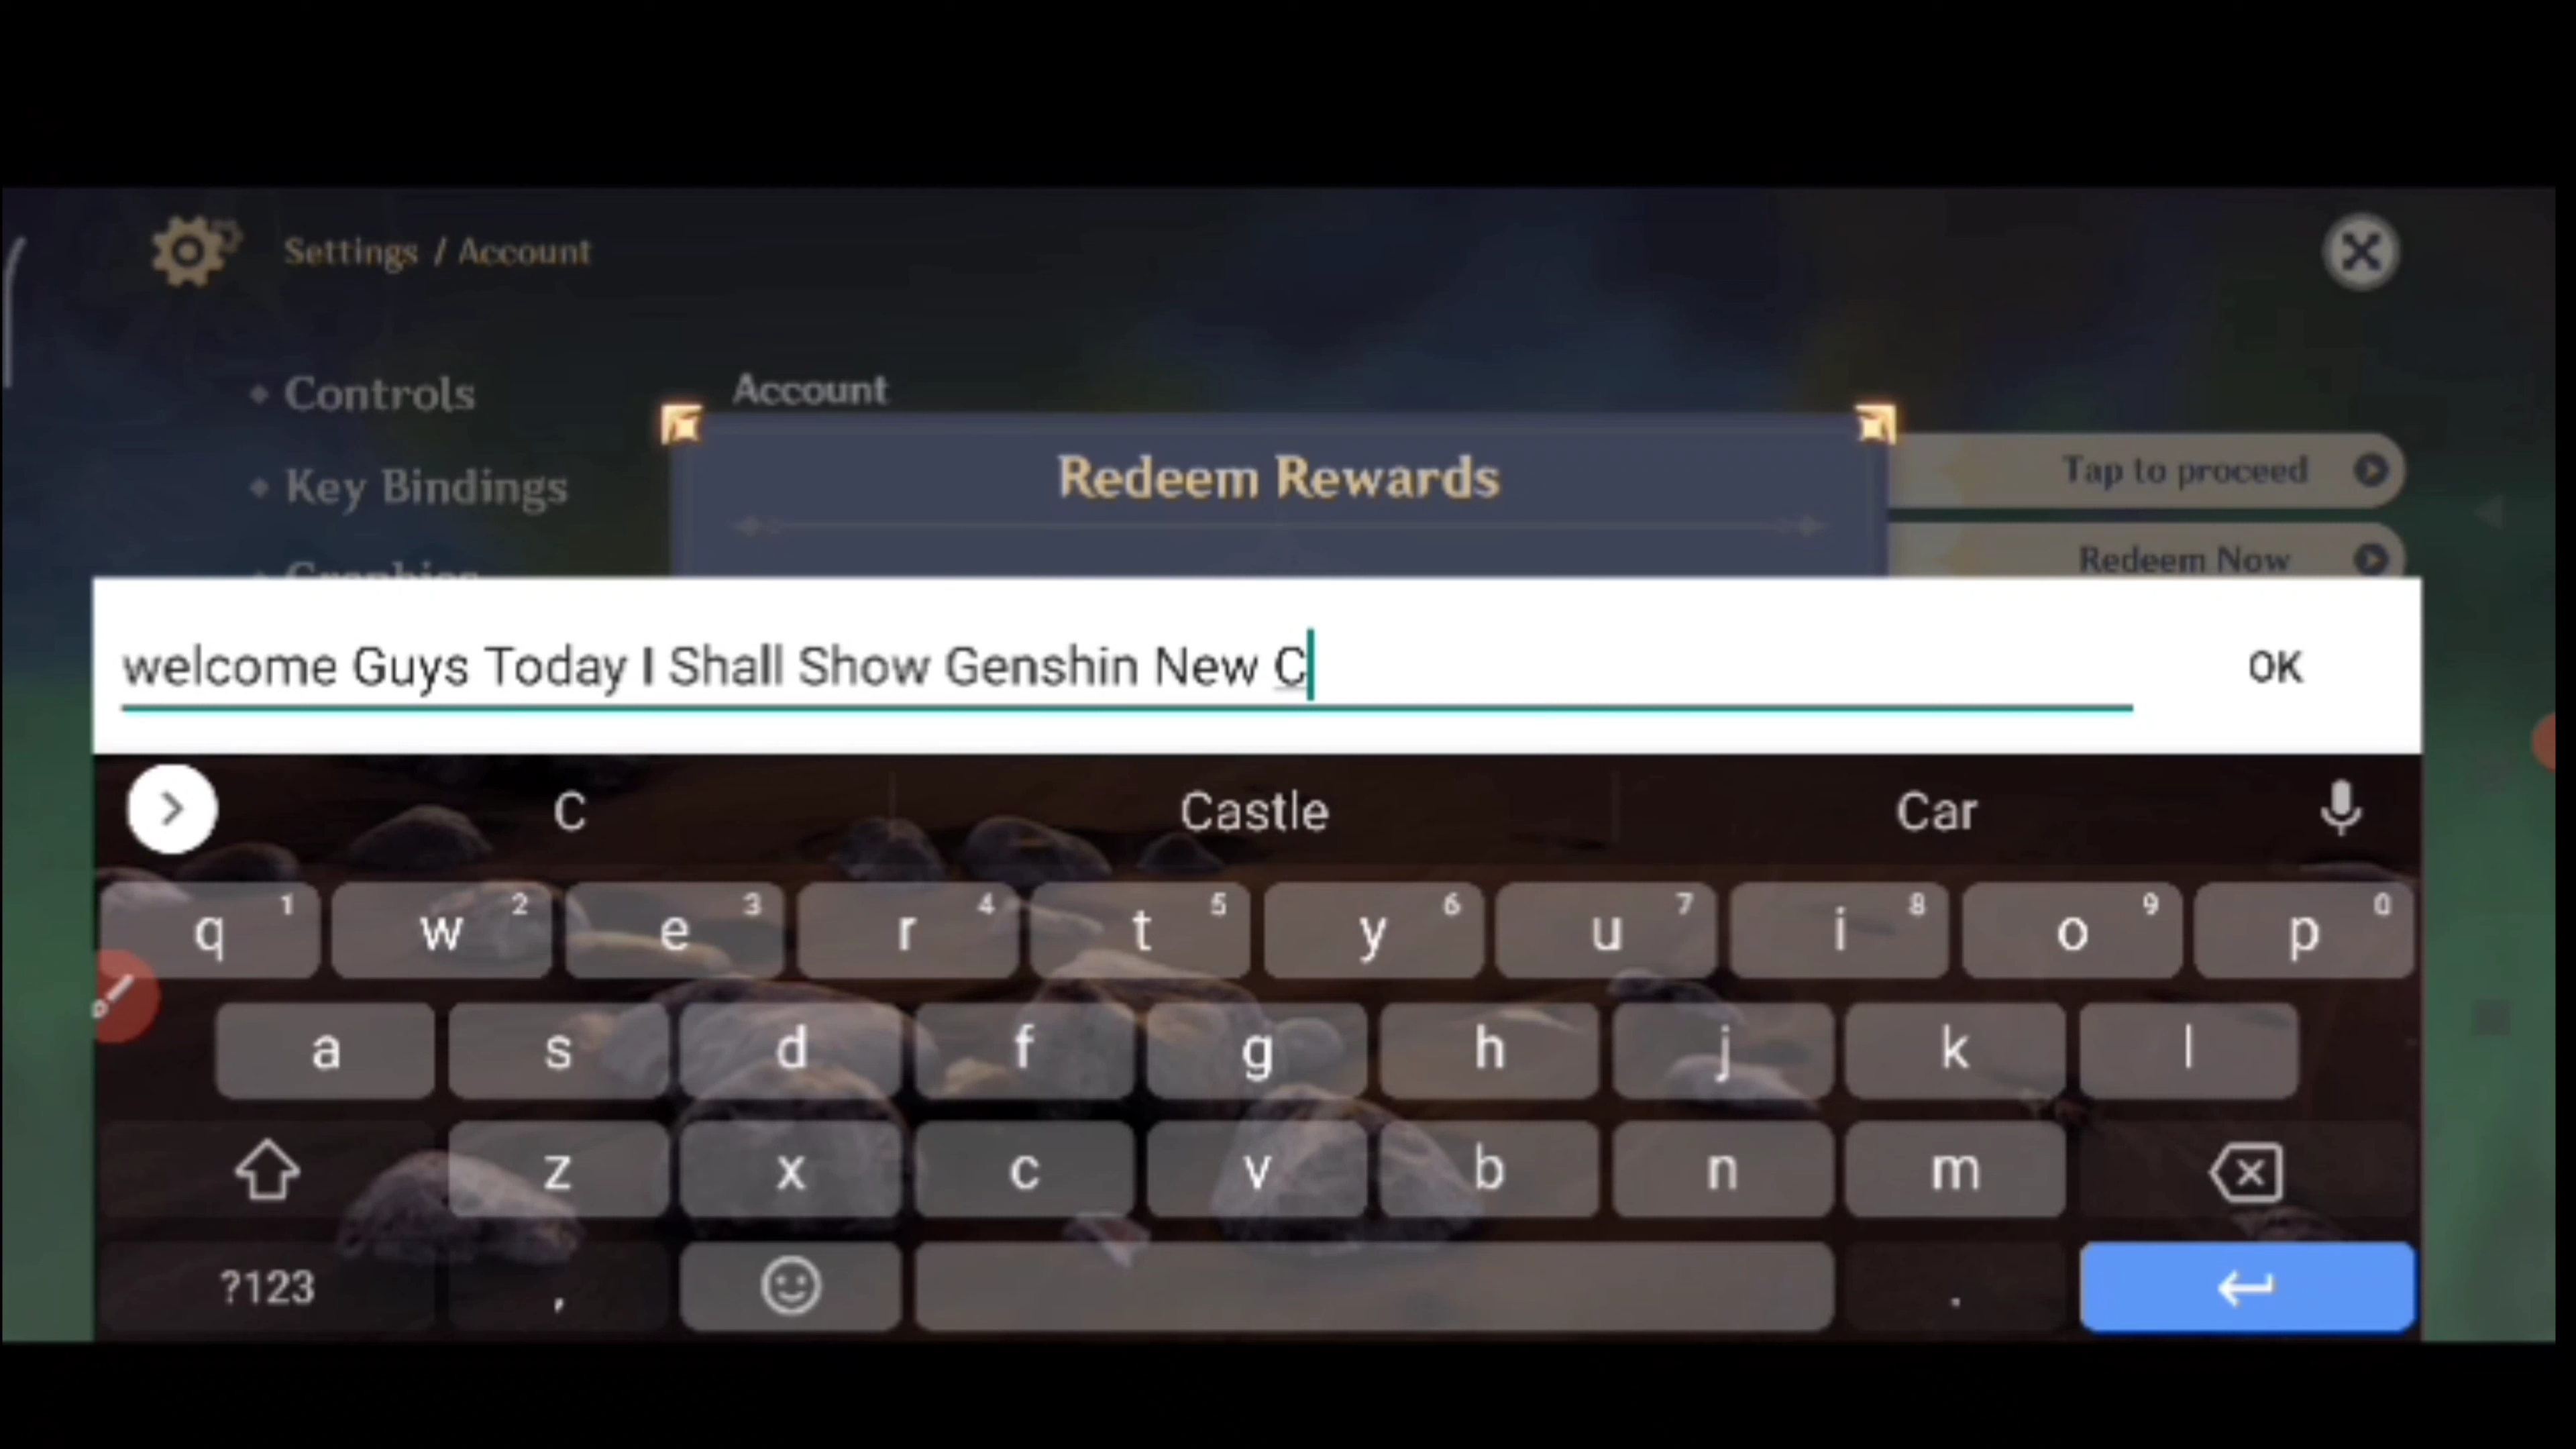 Settings / Account
Controls
Account
Key Bindings
Redeem Rewards
Tap to proceed
Graphics
Redeem Now
welcome Guys Today I Shall Show Genshin New C
OK
C Castle Car
q 1 w 2 e 3 r 4 t 5 y 6 u 7 i 8 o 9 p 0
a s d f g h j k l
z x c v b n m
?123 , .